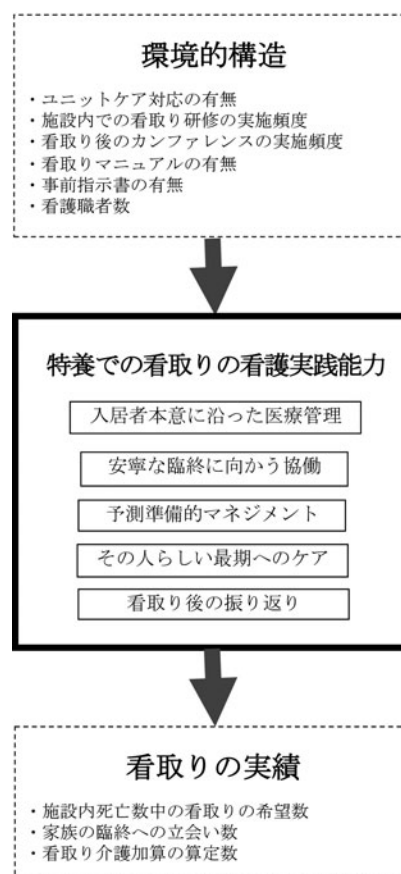 環境的構造
・ユニットケア対応の有無
・施設内での看取り研修の実施頻度
・看取り後のカンファレンスの実施頻度
・看取りマニュアルの有無
・事前指示書の有無
・看護職者数
特養での看取りの看護実践能力
入居者本意に沿った医療管理
安寧な臨終に向かう協働
予測準備的マネジメント
その人らしい最期へのケア
看取り後の振り返り
看取りの実績
・施設内死亡数中の看取りの希望数
・家族の臨終への立会い数
・看取り介護加算の算定数